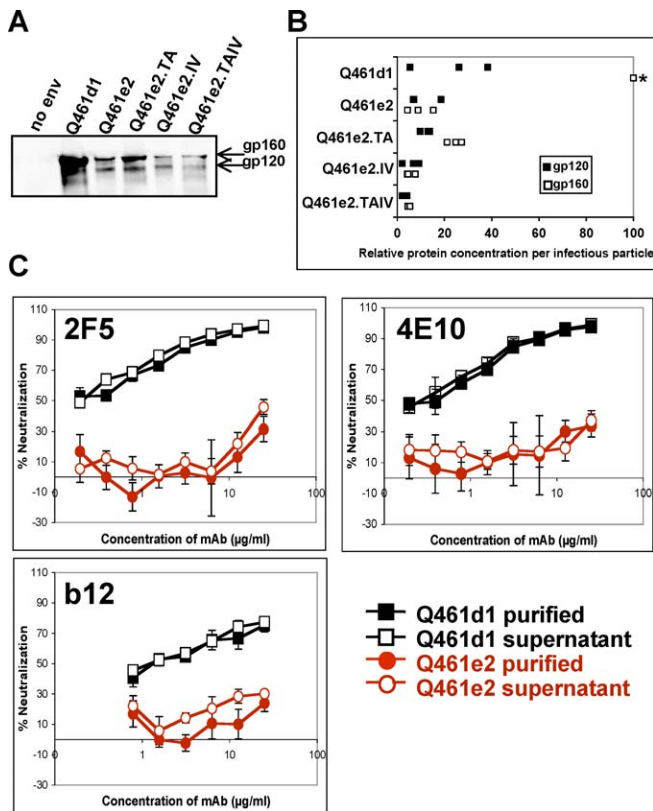 A
no env
Q461d1
Q461e2
Q461e2.TA
Q461e2.IV
Q461e2.TAIV
gp160
gp120
B
Q461d1
*
Q461e2
Q461e2.TA
Q461e2.IV
Q461e2.TAIV
gp120
gp160
0 20 40 60 80 100
Relative protein concentration per infectious particle
C
2F5
% Neutralization
110
90
70
50
30
10
-10
-30
0 1 10 100
Concentration of mAb (µg/ml)
4E10
% Neutralization
110
90
70
50
30
10
-10
-30
0 1 10 100
Concentration of mAb (µg/ml)
b12
% Neutralization
110
90
70
50
30
10
-10
-30
0 1 10 100
Concentration of mAb (µg/ml)
Q461d1 purified
Q461d1 supernatant
Q461e2 purified
Q461e2 supernatant